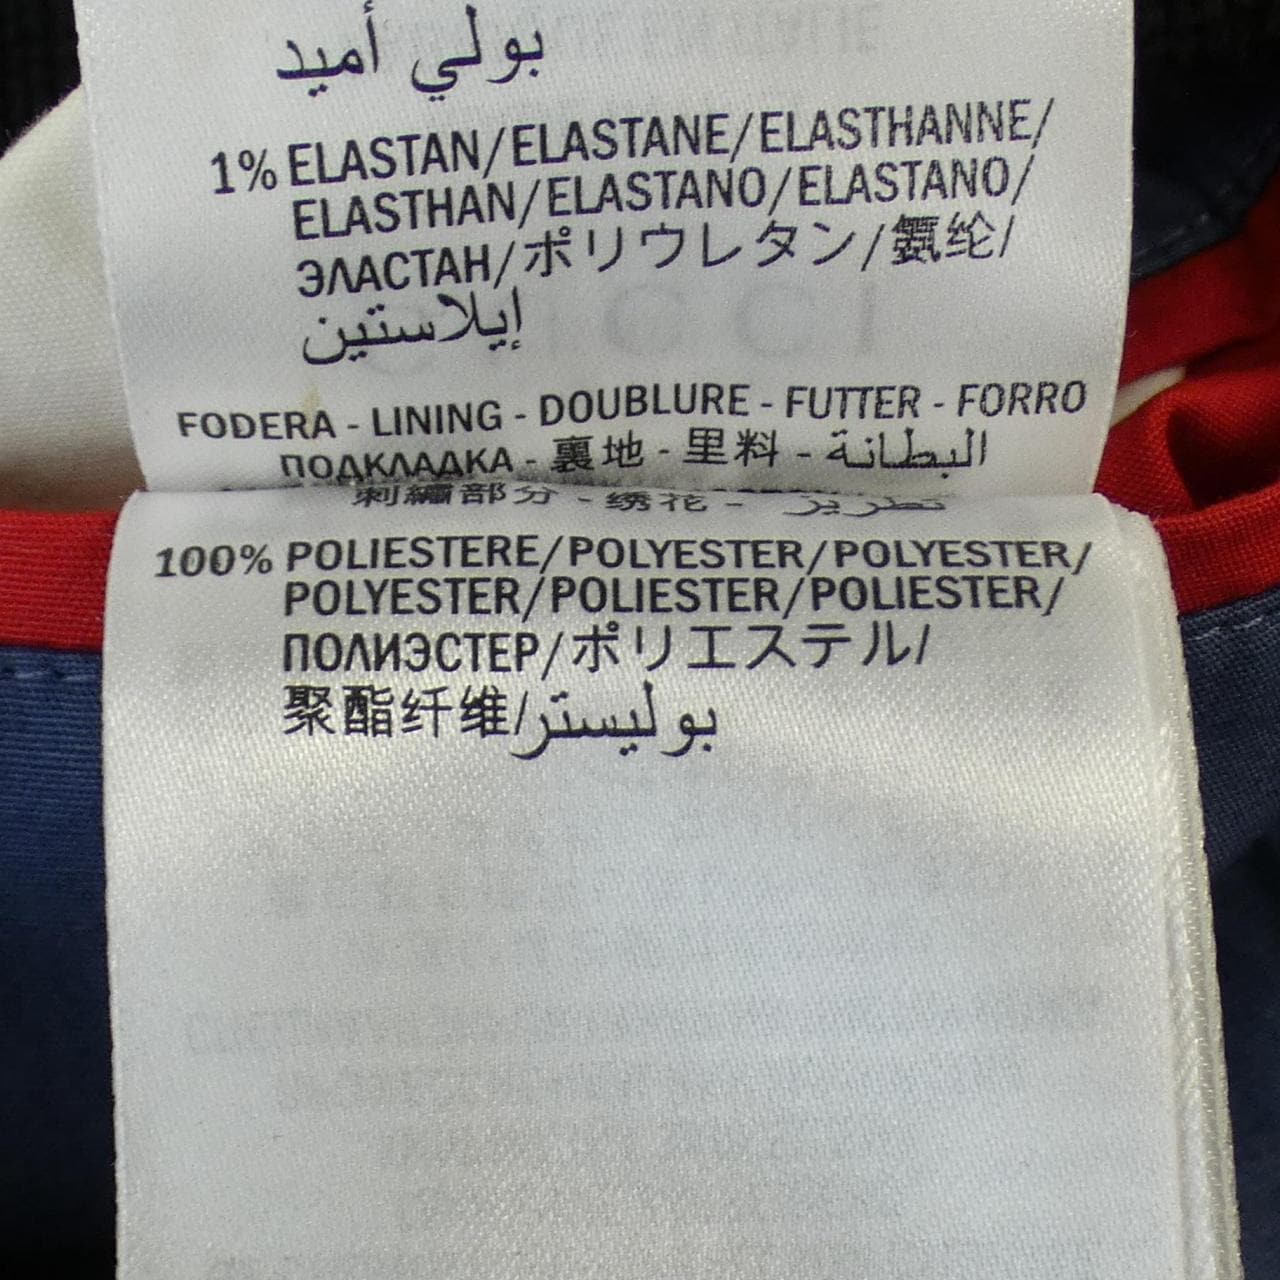 بولي أميد
1% ELASTAN/ELASTANE/ELASTHANNE/
ELASTHAN/ELASTANO/ELASTANO/
ЭЛАСТАН/ポリウレタン/氨纶/
إيلاستين
FODERA - LINING - DOUBLURE - FUTTER - FORRO
ПОДКЛАДКА - 裏地 - 里料 - البطانة
刺繍部分 - 绣花 - تطريز
100% POLIESTERE/POLYESTER/POLYESTER/
POLYESTER/POLIESTER/POLIESTER/
ПОЛИЭСТЕР/ポリエステル/
聚酯纤维/بوليستر